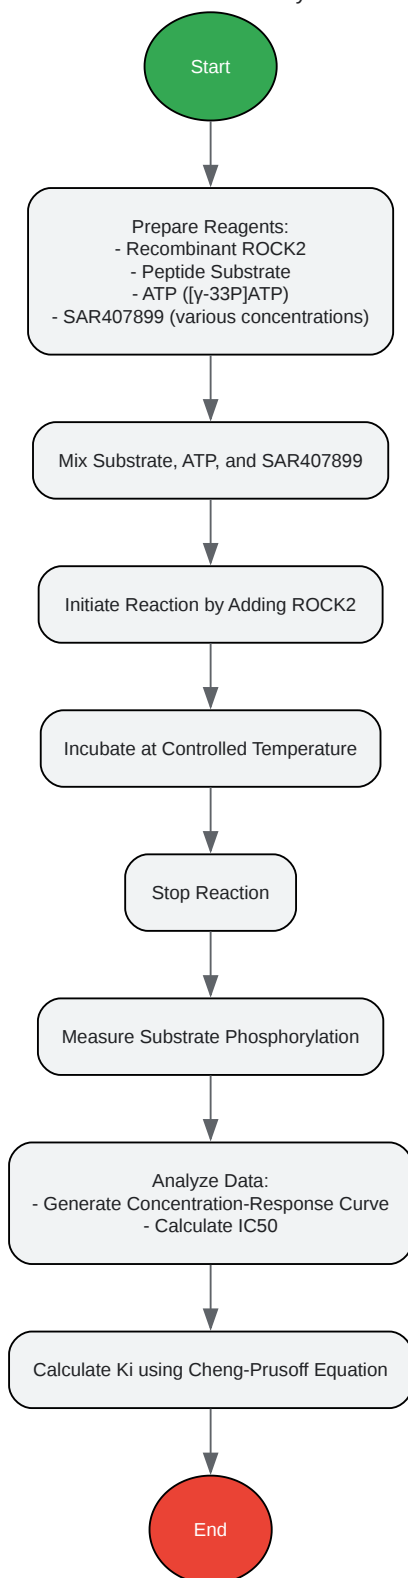 Start
Prepare Reagents:
- Recombinant ROCK2
- Peptide Substrate
- ATP ([γ-33P]ATP)
- SAR407899 (various concentrations)
Mix Substrate, ATP, and SAR407899
Initiate Reaction by Adding ROCK2
Incubate at Controlled Temperature
Stop Reaction
Measure Substrate Phosphorylation
Analyze Data:
- Generate Concentration-Response Curve
- Calculate IC50
Calculate Ki using Cheng-Prusoff Equation
End